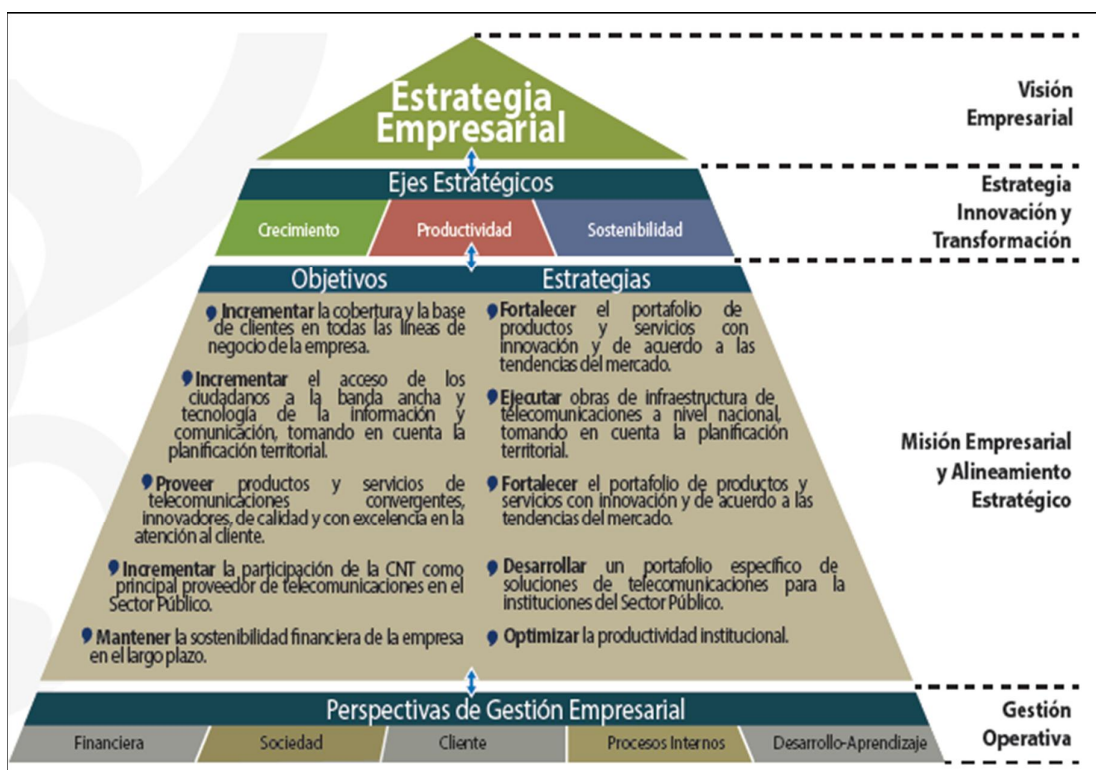 Estrategia
Empresarial
Visión
Empresarial
Ejes Estratégicos
Crecimiento
Productividad
Sostenibilidad
Estrategia
Innovación y
Transformación
Objetivos
Incrementar la cobertura y la base
de clientes en todas las líneas de
negocio de la empresa.
Incrementar el acceso de los
ciudadanos a la banda ancha y
tecnología de la información y
comunicación, tomando en cuenta la
planificación territorial.
Proveer productos y servicios de
telecomunicaciones convergentes,
innovadores, de calidad y con excelencia en la
atención al cliente.
Incrementar la participación de la CNT como
principal proveedor de telecomunicaciones en el
Sector Público.
Mantener la sostenibilidad financiera de la empresa
en el largo plazo.
Estrategias
Fortalecer el portafolio de
productos y servicios con
innovación y de acuerdo a las
tendencias del mercado.
Ejecutar obras de infraestructura de
telecomunicaciones a nivel nacional,
tomando en cuenta la planificación
territorial.
Fortalecer el portafolio de productos y
servicios con innovación y de acuerdo a las
tendencias del mercado.
Desarrollar un portafolio específico de
soluciones de telecomunicaciones para la
instituciones del Sector Público.
Optimizar la productividad institucional.
Misión Empresarial
y Alineamiento
Estratégico
Perspectivas de Gestión Empresarial
Financiera
Sociedad
Cliente
Procesos Internos
Desarrollo-Aprendizaje
Gestión
Operativa